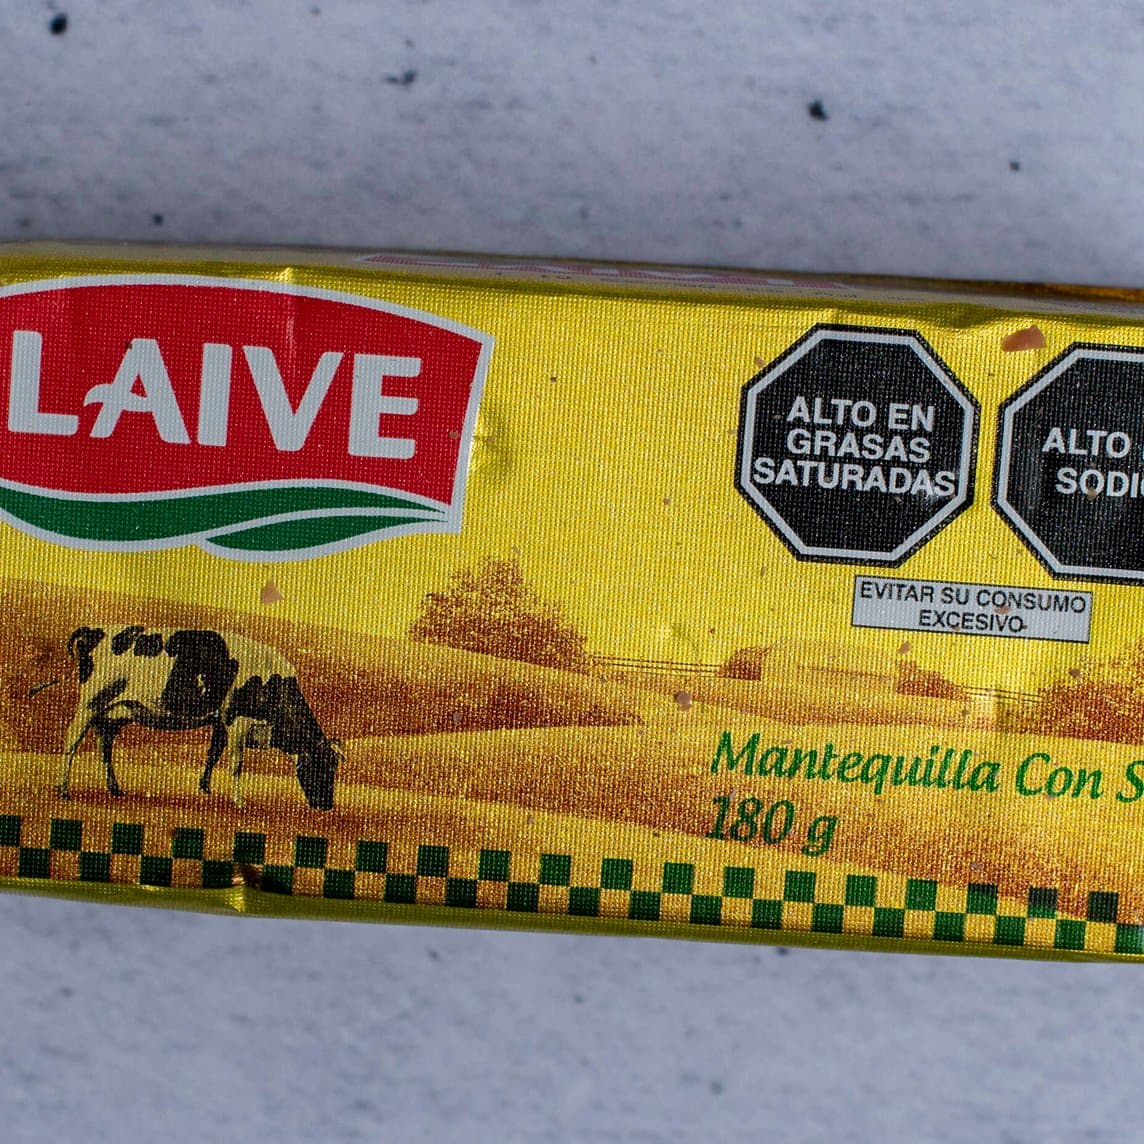 LAIVE
ALTO EN
GRASAS
SATURADAS
ALTO
EVITAR SU CONSUMO
EXCESIVO
Mantequilla Con
180 g